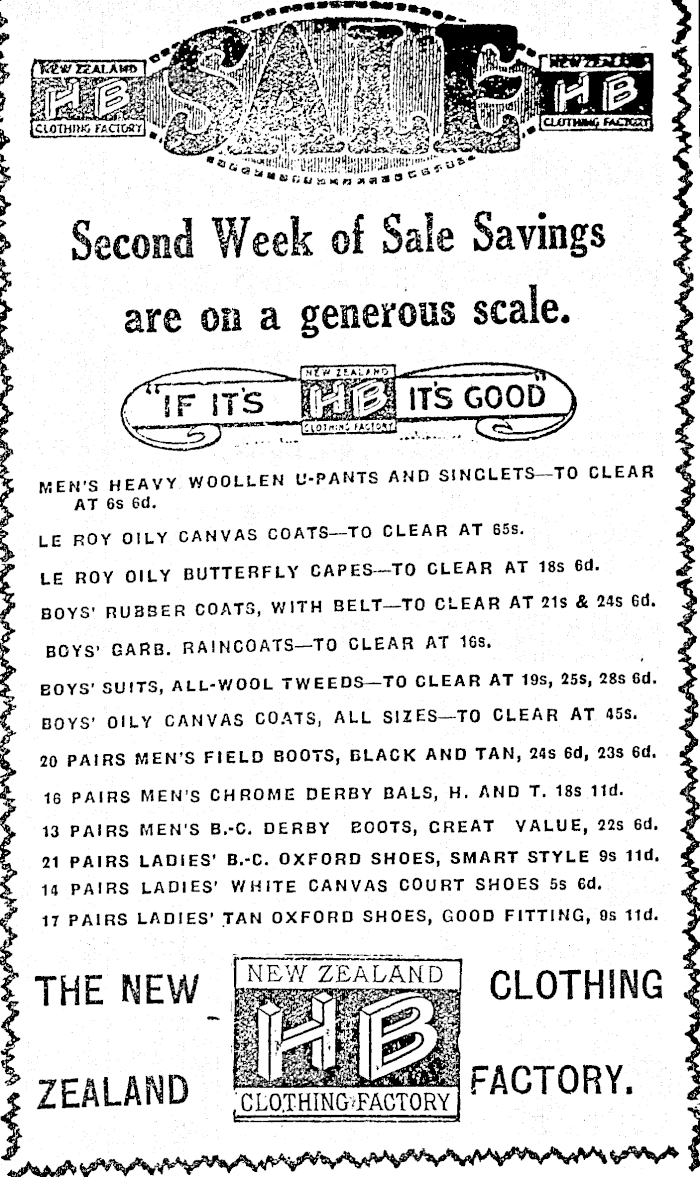 SALE
NEW ZEALAND
HB
CLOTHING FACTORY
NEW ZEALAND
HB
CLOTHING FACTORY
Second Week of Sale Savings
are on a generous scale.
"IF IT'S
NEW ZEALAND
HB
CLOTHING FACTORY
IT'S GOOD"
MEN'S HEAVY WOOLLEN U-PANTS AND SINGLETS—TO CLEAR
AT 6s 6d.
LE ROY OILY CANVAS COATS—TO CLEAR AT 65s.
LE ROY OILY BUTTERFLY CAPES—TO CLEAR AT 18s 6d.
BOYS' RUBBER COATS, WITH BELT—TO CLEAR AT 21s & 24s 6d.
BOYS' GARB. RAINCOATS—TO CLEAR AT 16s.
BOYS' SUITS, ALL-WOOL TWEEDS—TO CLEAR AT 19s, 25s, 28s 6d.
BOYS' OILY CANVAS COATS, ALL SIZES—TO CLEAR AT 45s.
20 PAIRS MEN'S FIELD BOOTS, BLACK AND TAN, 24s 6d, 23s 6d.
16 PAIRS MEN'S CHROME DERBY BALS, H. AND T. 18s 11d.
13 PAIRS MEN'S B.-C. DERBY BOOTS, GREAT VALUE, 22s 6d.
21 PAIRS LADIES' B.-C. OXFORD SHOES, SMART STYLE 9s 11d.
14 PAIRS LADIES' WHITE CANVAS COURT SHOES 5s 6d.
17 PAIRS LADIES' TAN OXFORD SHOES, GOOD FITTING, 9s 11d.
THE NEW
ZEALAND
NEW ZEALAND
HB
CLOTHING FACTORY
CLOTHING
FACTORY.